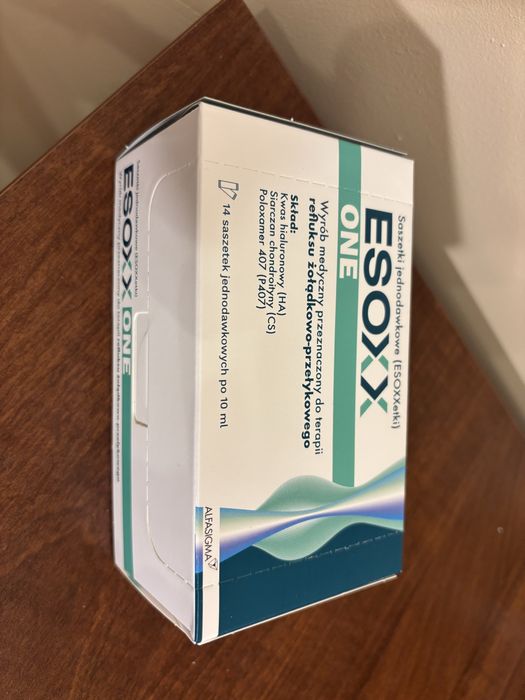 Saszetki jednodawkowe (ESOXXetki)
ESOXX
ONE
Wyrób medyczny przeznaczony do terapii
refluksu żołądkowo-przełykowego
Skład:
Kwas hialuronowy (HA)
Siarczan chondroityny (CS)
Poloxamer 407 (P407)
14 saszetek jednodawkowych po 10 ml
ALFASIGMA
ESOXX ONE